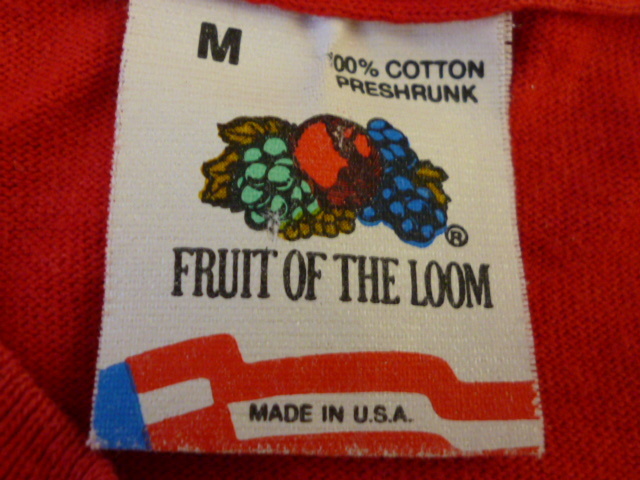 M
100% COTTON
PRESHRUNK
®
FRUIT OF THE LOOM
MADE IN U.S.A.